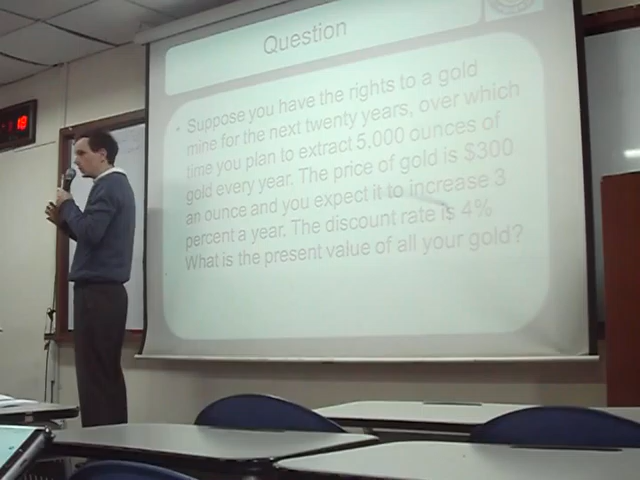 Question
• Suppose you have the rights to a gold
mine for the next twenty years, over which
time you plan to extract 5,000 ounces of
gold every year. The price of gold is $300
an ounce and you expect it to increase 3
percent a year. The discount rate is 4%
What is the present value of all your gold?